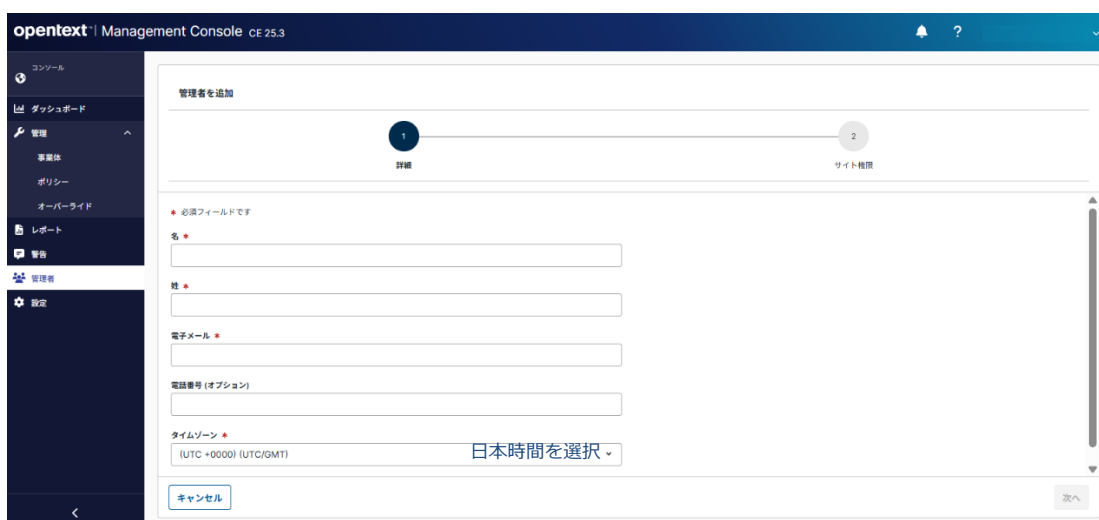 opentext™ | Management Console CE 25.3
?
コンソール
ダッシュボード
管理
事業体
ポリシー
オーバーライド
レポート
警告
管理者
設定
管理者を追加
1
詳細
2
サイト権限
* 必須フィールドです
名 *
姓 *
電子メール *
電話番号 (オプション)
タイムゾーン *
(UTC +0000) (UTC/GMT)
日本時間を選択
キャンセル
次へ